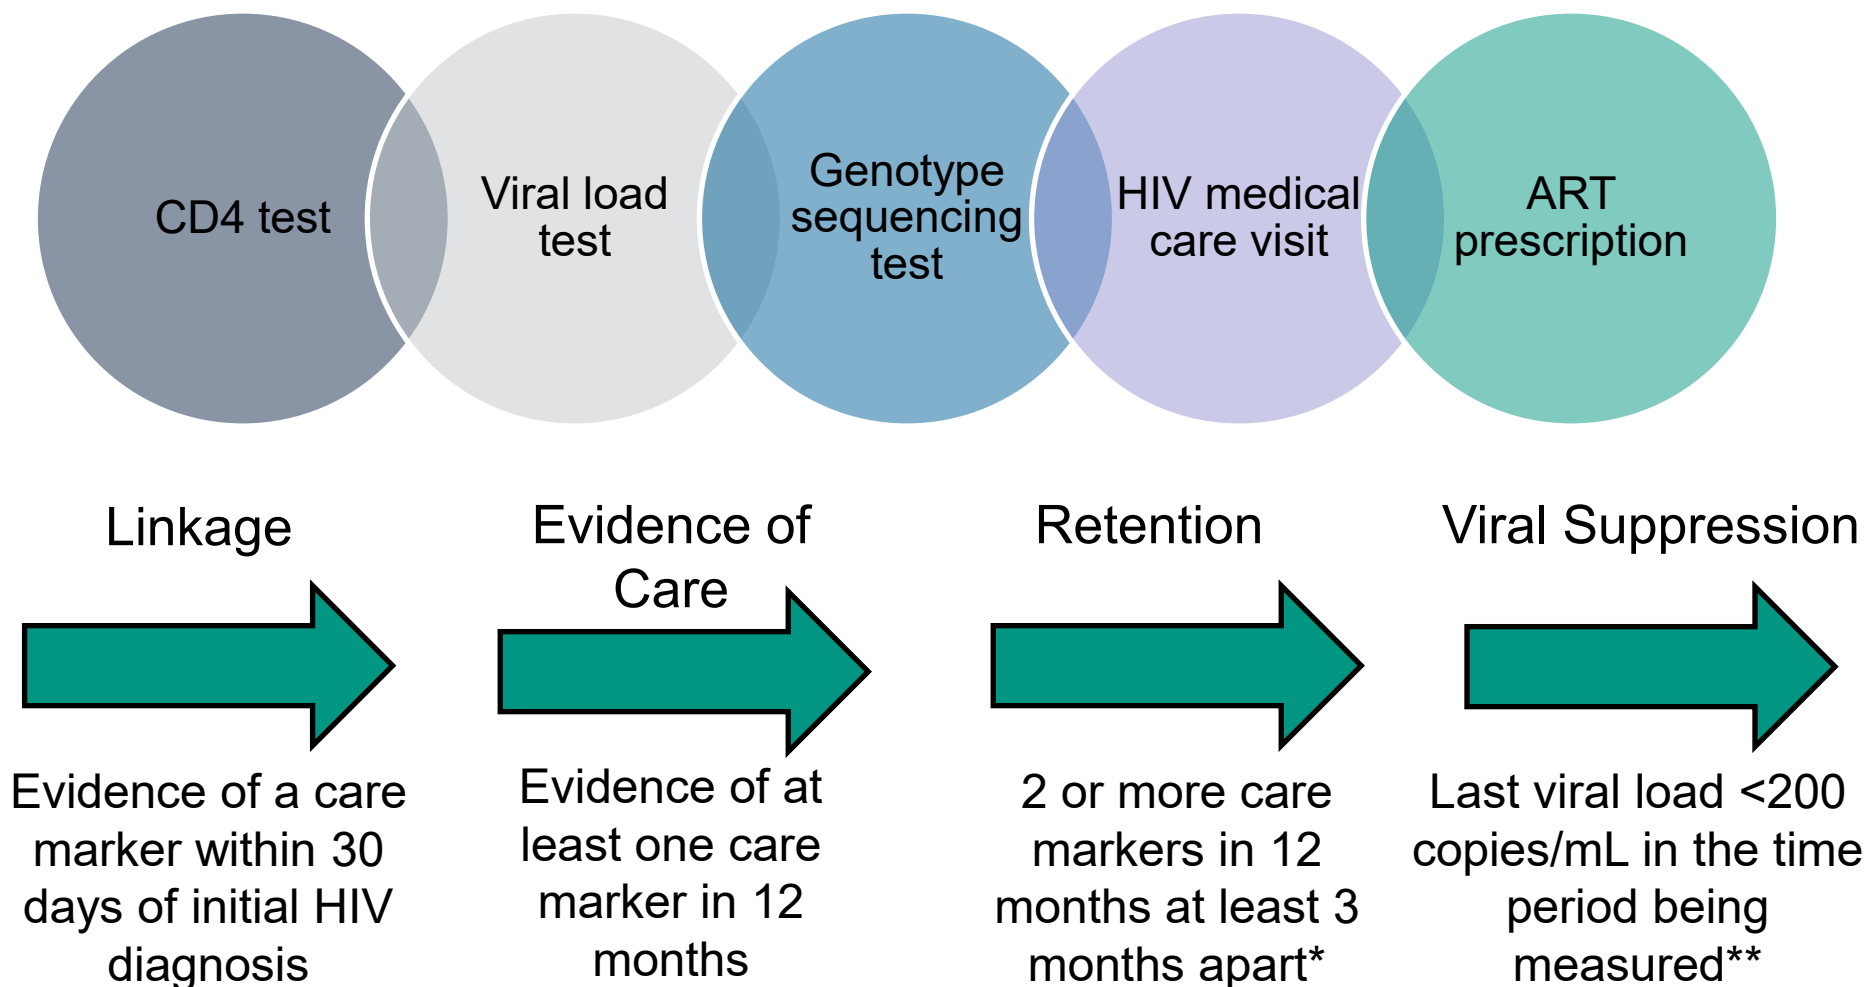 CD4 test
Viral load
test
Genotype
sequencing
test
HIV medical
care visit
ART
prescription
Linkage
Evidence of a care
marker within 30
days of initial HIV
diagnosis
Evidence of
Care
Evidence of at
least one care
marker in 12
months
Retention
2 or more care
markers in 12
months at least 3
months apart*
Viral Suppression
Last viral load <200
copies/mL in the time
period being
measured**